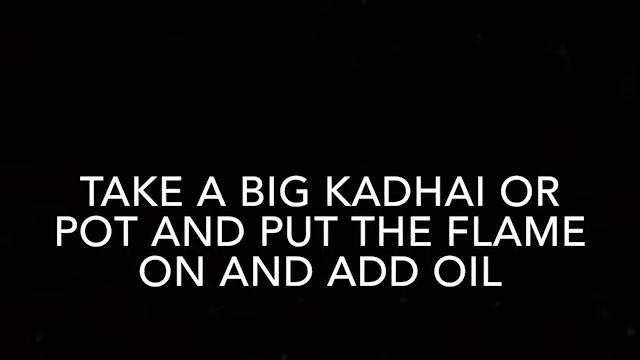 TAKE A BIG KADHAI OR
POT AND PUT THE FLAME
ON AND ADD OIL